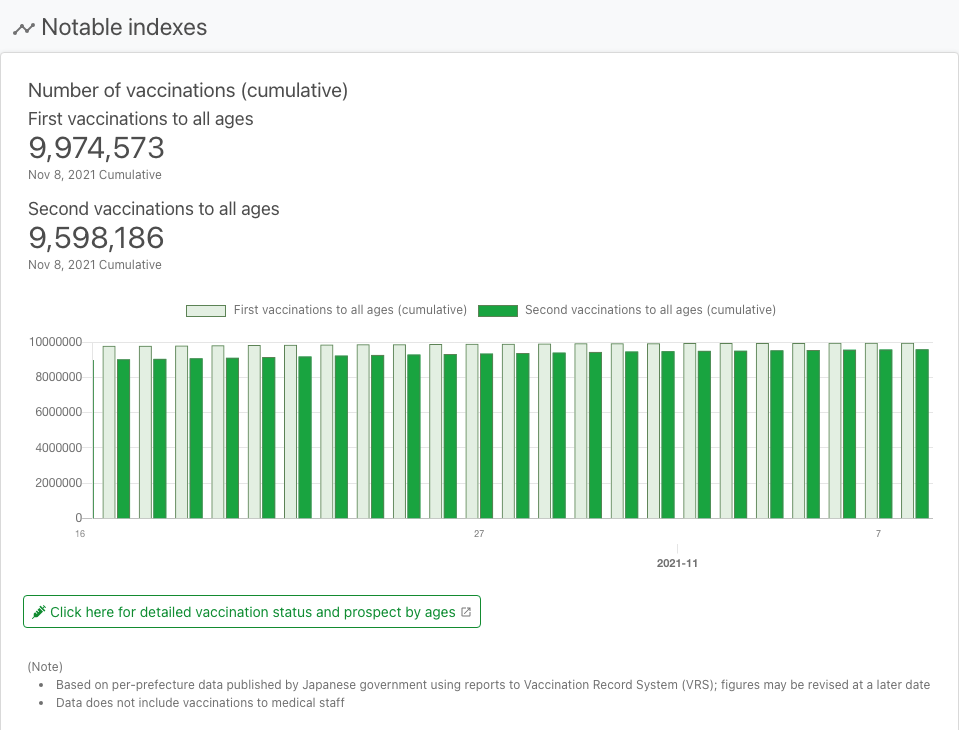 Notable indexes
Number of vaccinations (cumulative)
First vaccinations to all ages
9,974,573
Nov 8, 2021 Cumulative
Second vaccinations to all ages
9,598,186
Nov 8, 2021 Cumulative
First vaccinations to all ages (cumulative) Second vaccinations to all ages (cumulative)
10000000
8000000
6000000
4000000
2000000
0
16 27 7
2021-11
Click here for detailed vaccination status and prospect by ages
(Note)
• Based on per-prefecture data published by Japanese government using reports to Vaccination Record System (VRS); figures may be revised at a later date
• Data does not include vaccinations to medical staff